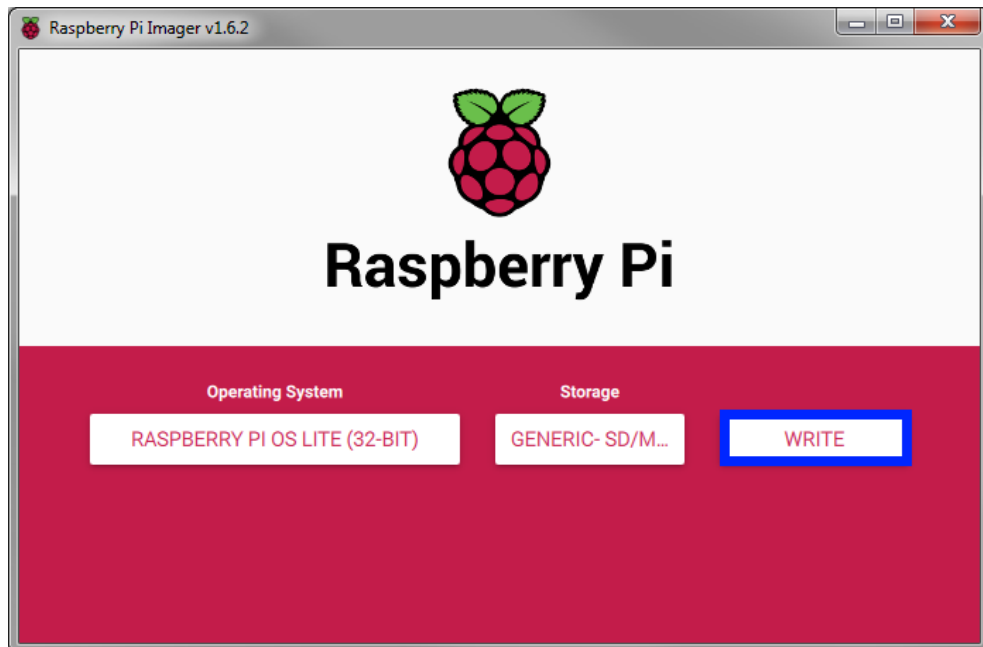 Raspberry Pi Imager v1.6.2
Raspberry Pi
Operating System
Storage
RASPBERRY PI OS LITE (32-BIT)
GENERIC- SD/M...
WRITE